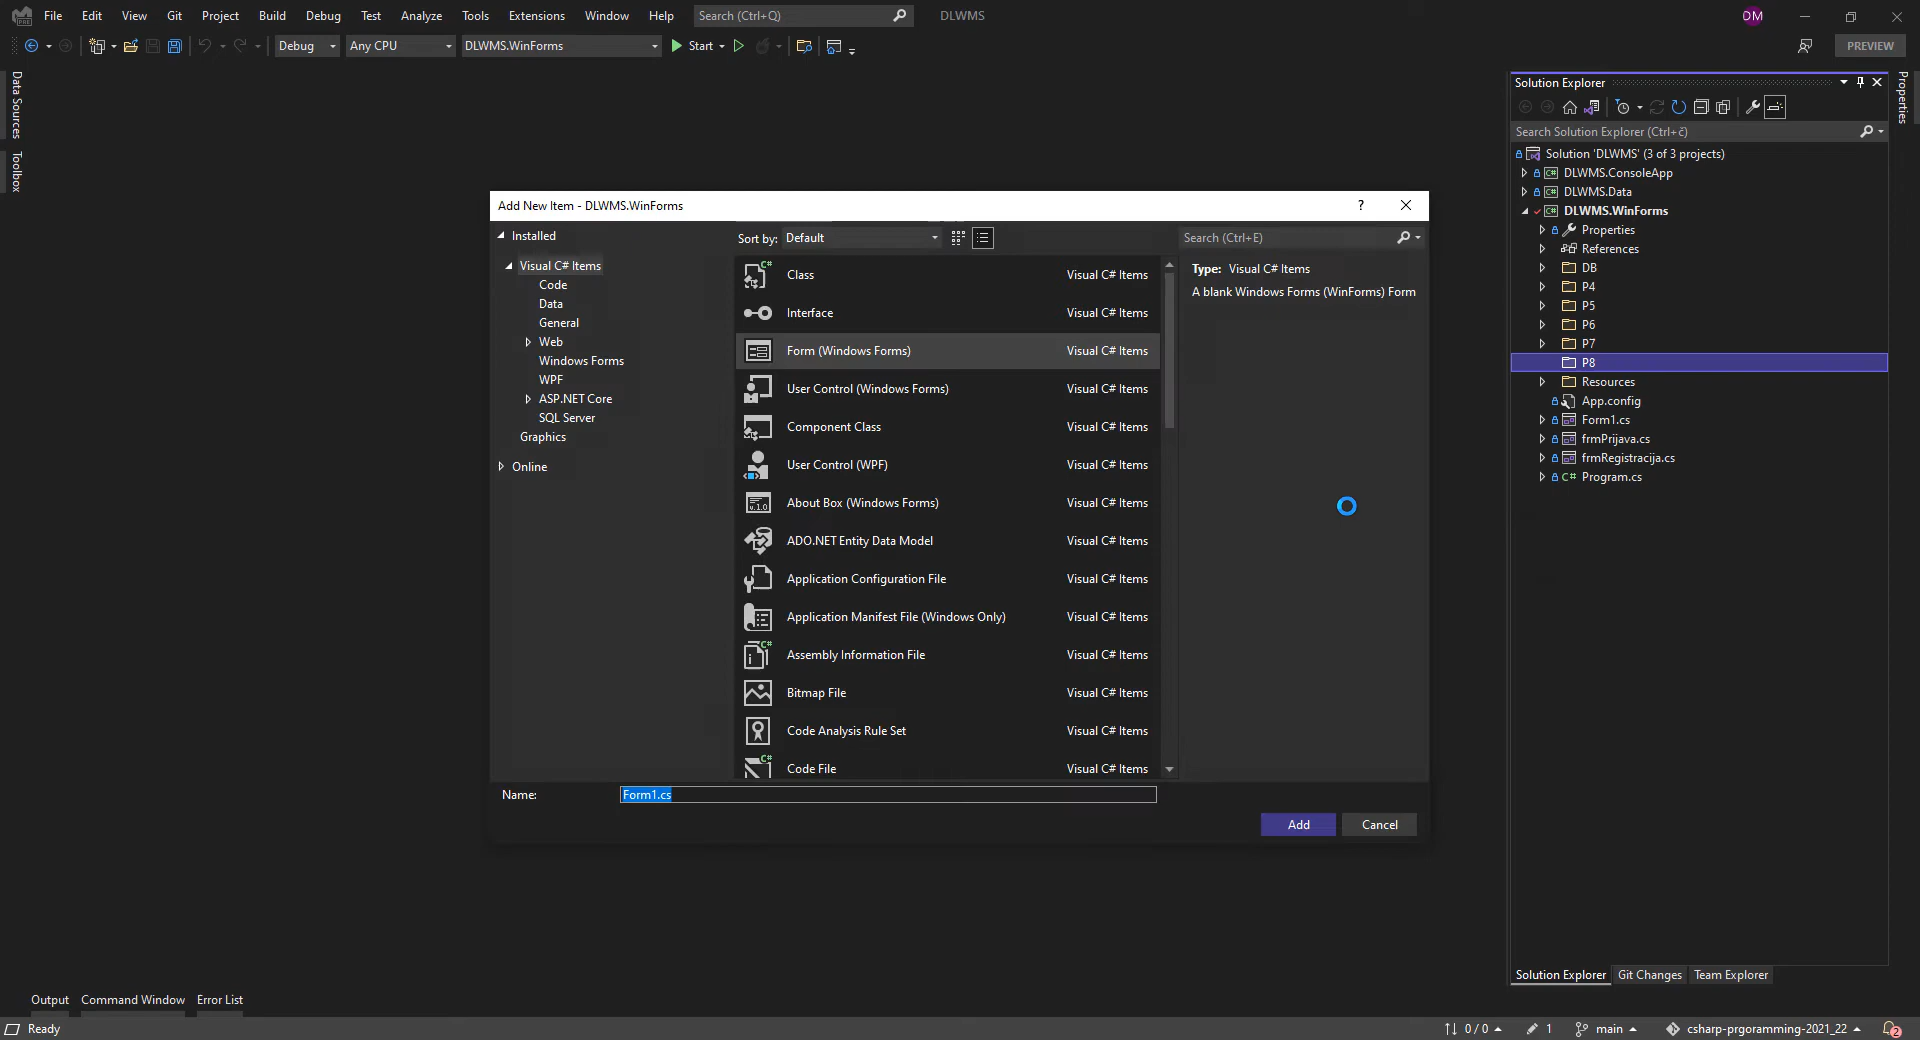 File Edit View Git Project Build Debug Test Analyze Tools Extensions Window Help Search (Ctrl+Q) DLWMS DM
Debug Any CPU DLWMS.WinForms Start PREVIEW
Data Sources
Toolbox
Properties
Solution Explorer
Search Solution Explorer (Ctrl+č)
Solution 'DLWMS' (3 of 3 projects)
DLWMS.ConsoleApp
DLWMS.Data
DLWMS.WinForms
Properties
References
DB
P4
P5
P6
P7
P8
Resources
App.config
Form1.cs
frmPrijava.cs
frmRegistracija.cs
C# Program.cs
Solution Explorer Git Changes Team Explorer
Add New Item - DLWMS.WinForms ?
Installed
Visual C# Items
Code
Data
General
Web
Windows Forms
WPF
ASP.NET Core
SQL Server
Graphics
Online
Sort by: Default
Search (Ctrl+E)
Class Visual C# Items
Interface Visual C# Items
Form (Windows Forms) Visual C# Items
User Control (Windows Forms) Visual C# Items
Component Class Visual C# Items
User Control (WPF) Visual C# Items
About Box (Windows Forms) Visual C# Items
ADO.NET Entity Data Model Visual C# Items
Application Configuration File Visual C# Items
Application Manifest File (Windows Only) Visual C# Items
Assembly Information File Visual C# Items
Bitmap File Visual C# Items
Code Analysis Rule Set Visual C# Items
Code File Visual C# Items
Type: Visual C# Items
A blank Windows Forms (WinForms) Form
Name: Form1.cs
Add Cancel
Output Command Window Error List
Ready 0 / 0 1 main csharp-prgoramming-2021_22 2